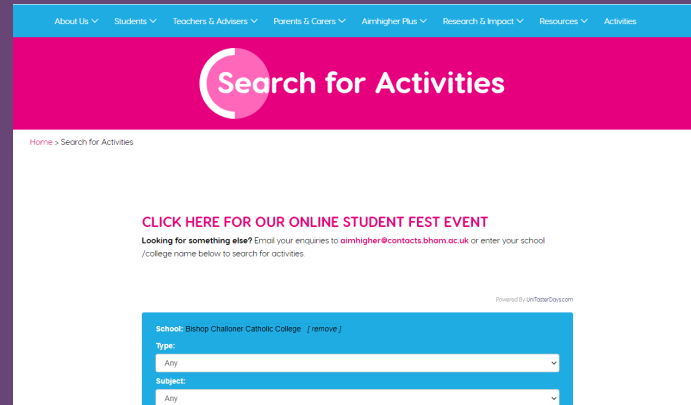 About Us Students Teachers & Advisers Parents & Carers Aimhigher Plus Research & Impact Resources Activities
Search for Activities
Home > Search for Activities
CLICK HERE FOR OUR ONLINE STUDENT FEST EVENT
Looking for something else? Email your enquiries to aimhigher@contacts.bham.ac.uk or enter your school
/college name below to search for activities.
Powered By UniTasterDays.com
School: Bishop Challoner Catholic College [ remove ]
Type:
Any
Subject:
Any